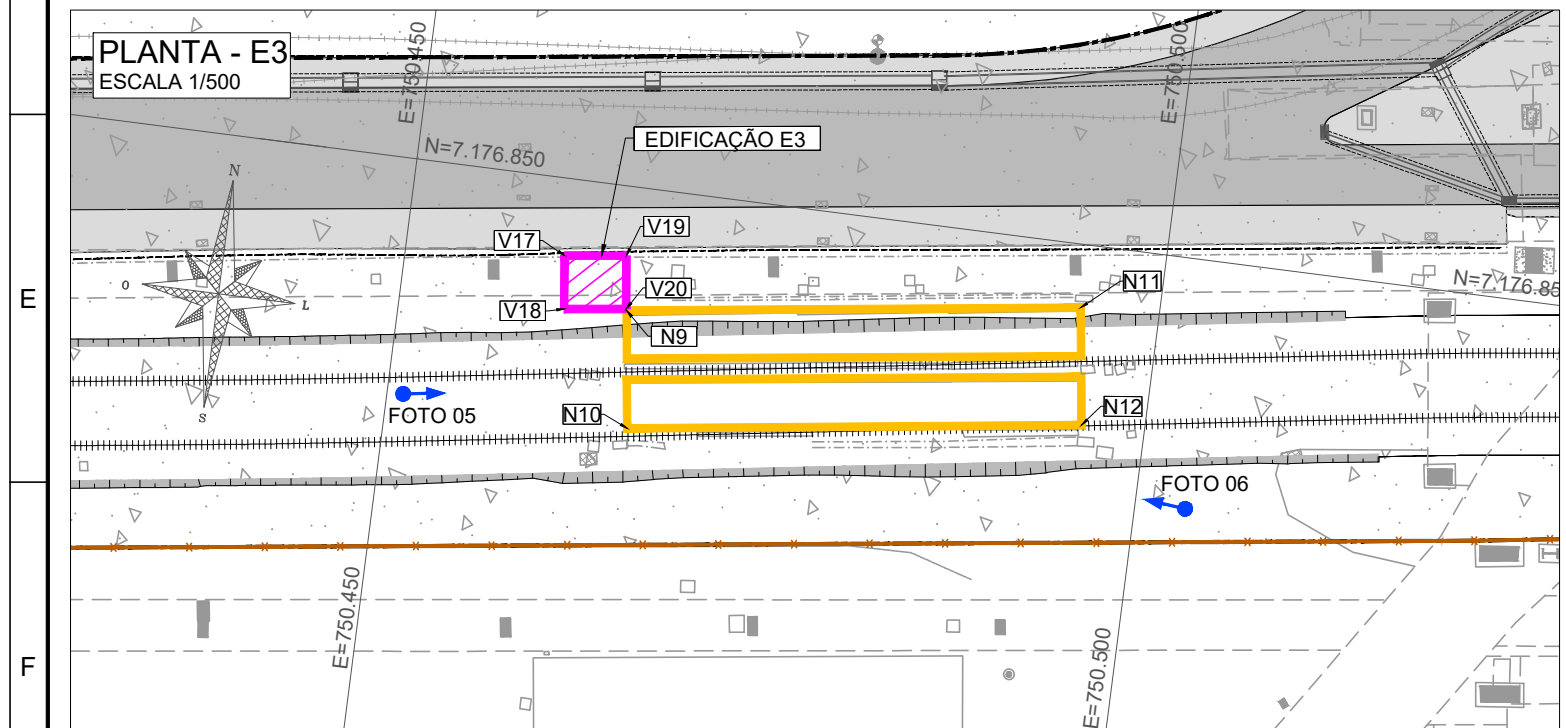 PLANTA - E3
ESCALA 1/500
E=750.450
E=750.500
N=7.176.850
EDIFICAÇÃO E3
N
O
L
S
V17
V19
E
V18
V20
N9
N11
N=7.176.85
FOTO 05
N10
N12
FOTO 06
E=750.450
E=750.500
F